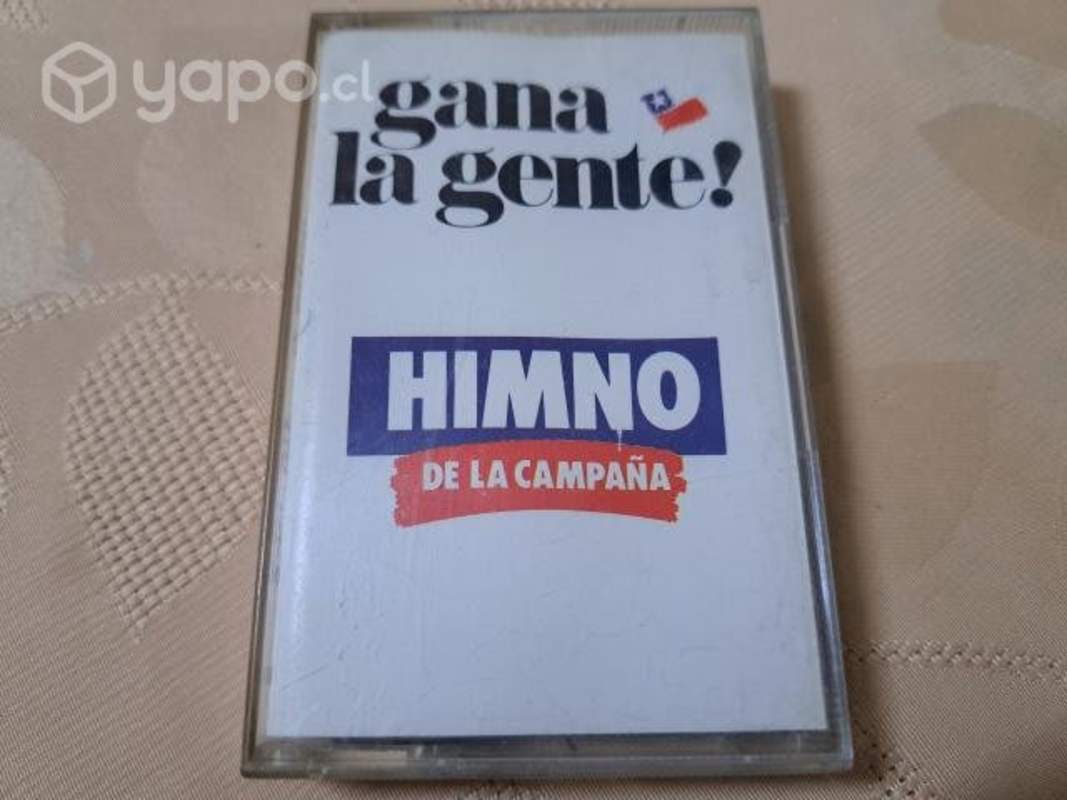 yapo.cl
gana
la gente!
HIMNO
DE LA CAMPAÑA